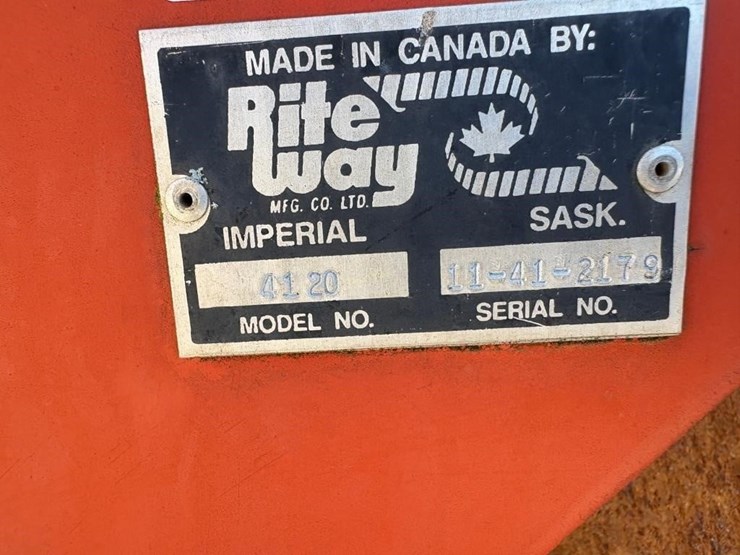 MADE IN CANADA BY:
Rite
Way
MFG. CO. LTD.
IMPERIAL SASK.
4120 11-41-2179
MODEL NO. SERIAL NO.